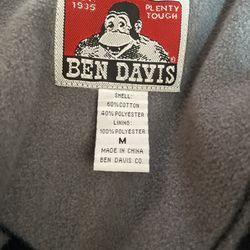 1935
PLENTY
TOUGH
BEN DAVIS
SHELL:
60%COTTON
40%POLYESTER
LINING:
100%POLYESTER
M
MADE IN CHINA
BEN DAVIS CO.